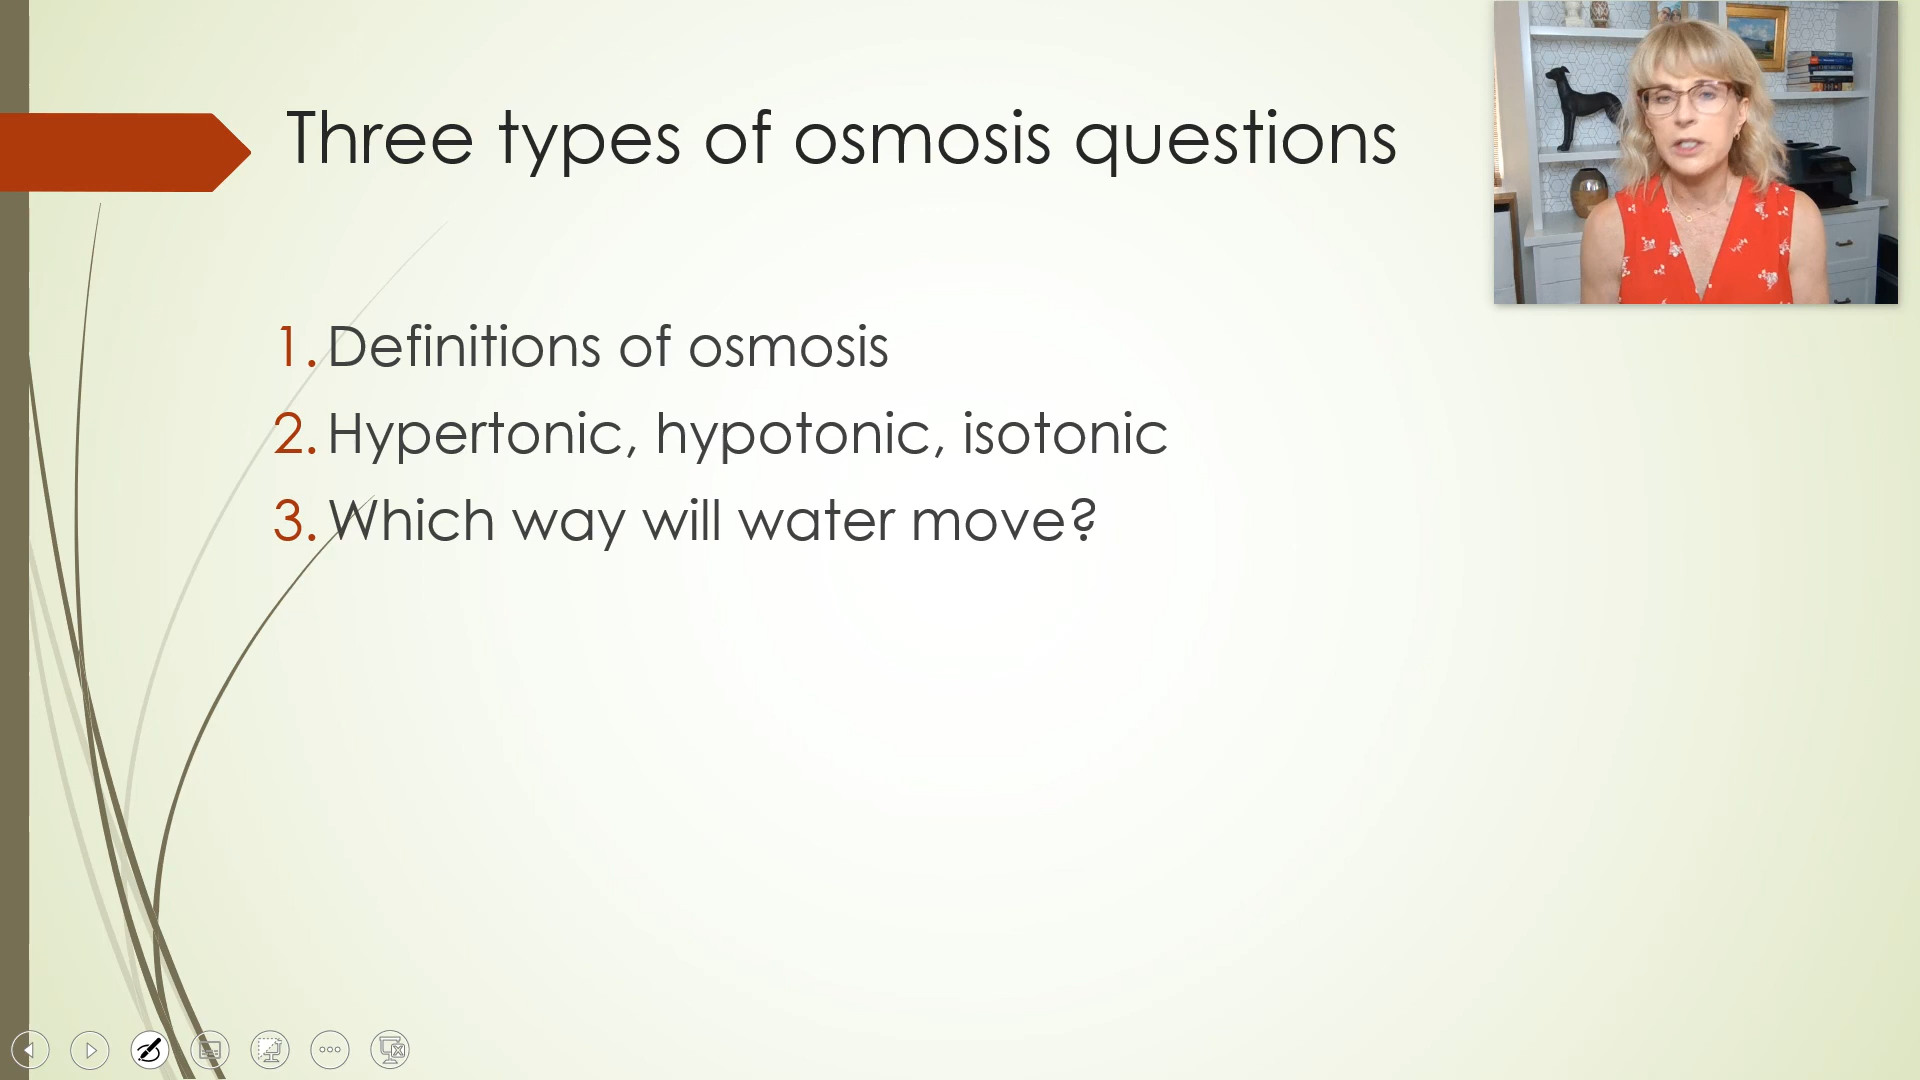 Three types of osmosis questions
1. Definitions of osmosis
2. Hypertonic, hypotonic, isotonic
3. Which way will water move?